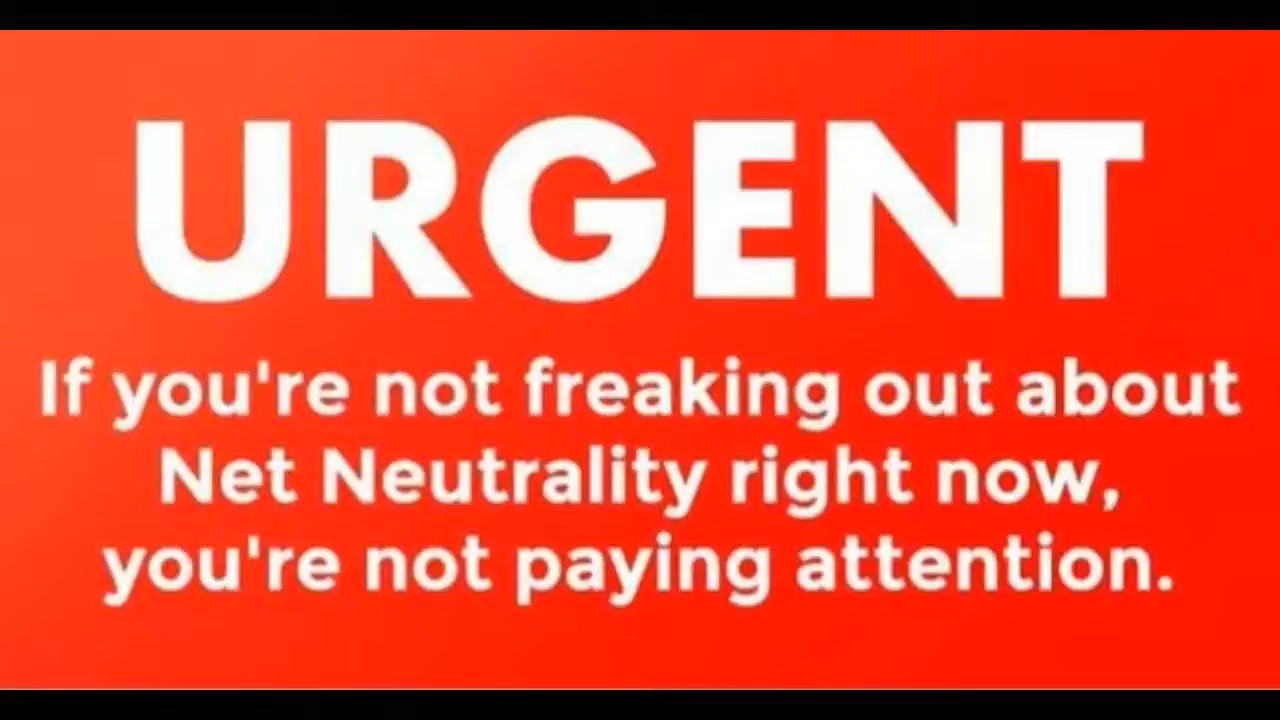 URGENT
If you're not freaking out about
Net Neutrality right now,
you're not paying attention.